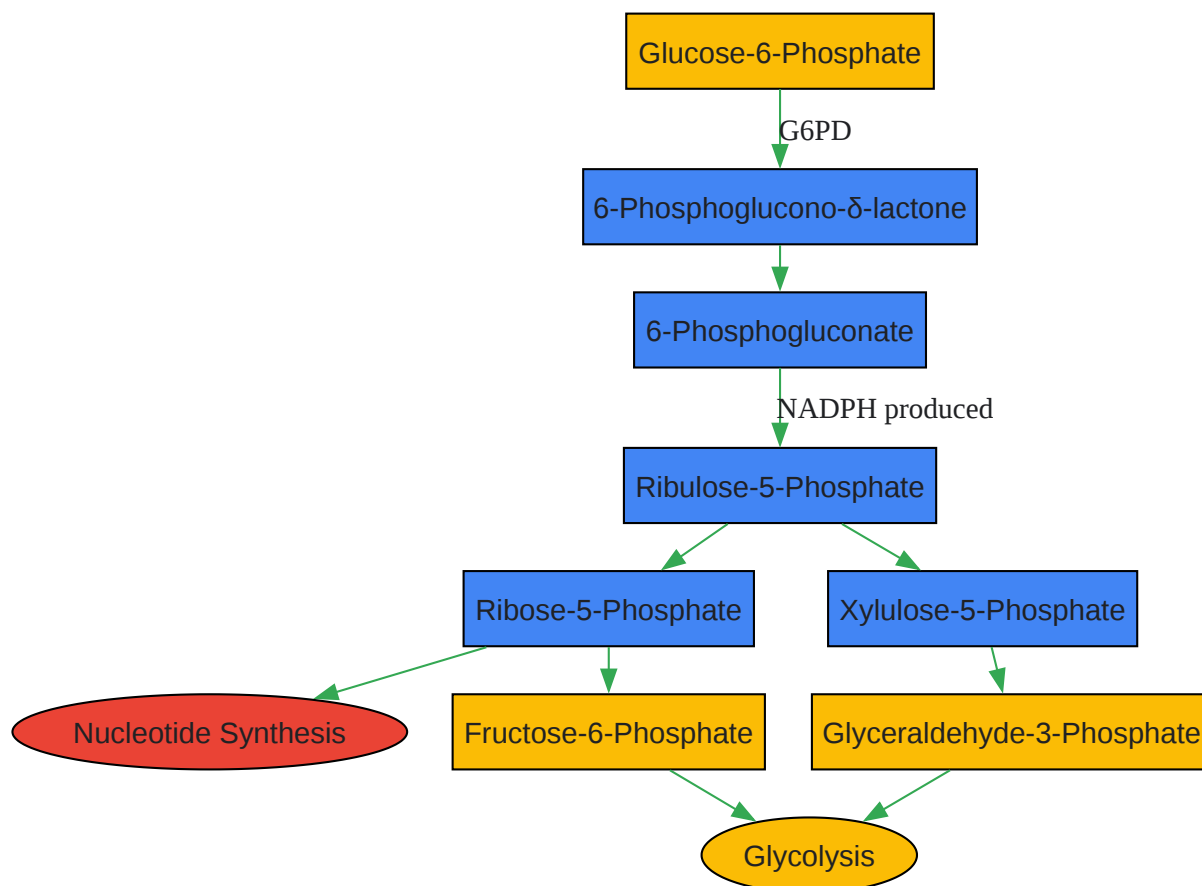 Glucose-6-Phosphate
G6PD
6-Phosphoglucono-δ-lactone
6-Phosphogluconate
NADPH produced
Ribulose-5-Phosphate
Ribose-5-Phosphate
Xylulose-5-Phosphate
Nucleotide Synthesis
Fructose-6-Phosphate
Glyceraldehyde-3-Phosphate
Glycolysis